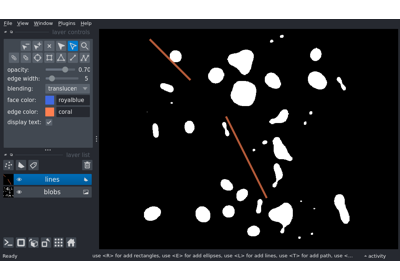 File View Window Plugins Help
layer controls
opacity: 0.70
edge width: 5
blending: translucen
face color: royalblue
edge color: coral
display text:
layer list
lines
blobs
Ready use <R> for add rectangles, use <E> for add ellipses, use <L> for add lines, use <T> for add path, use <... activity